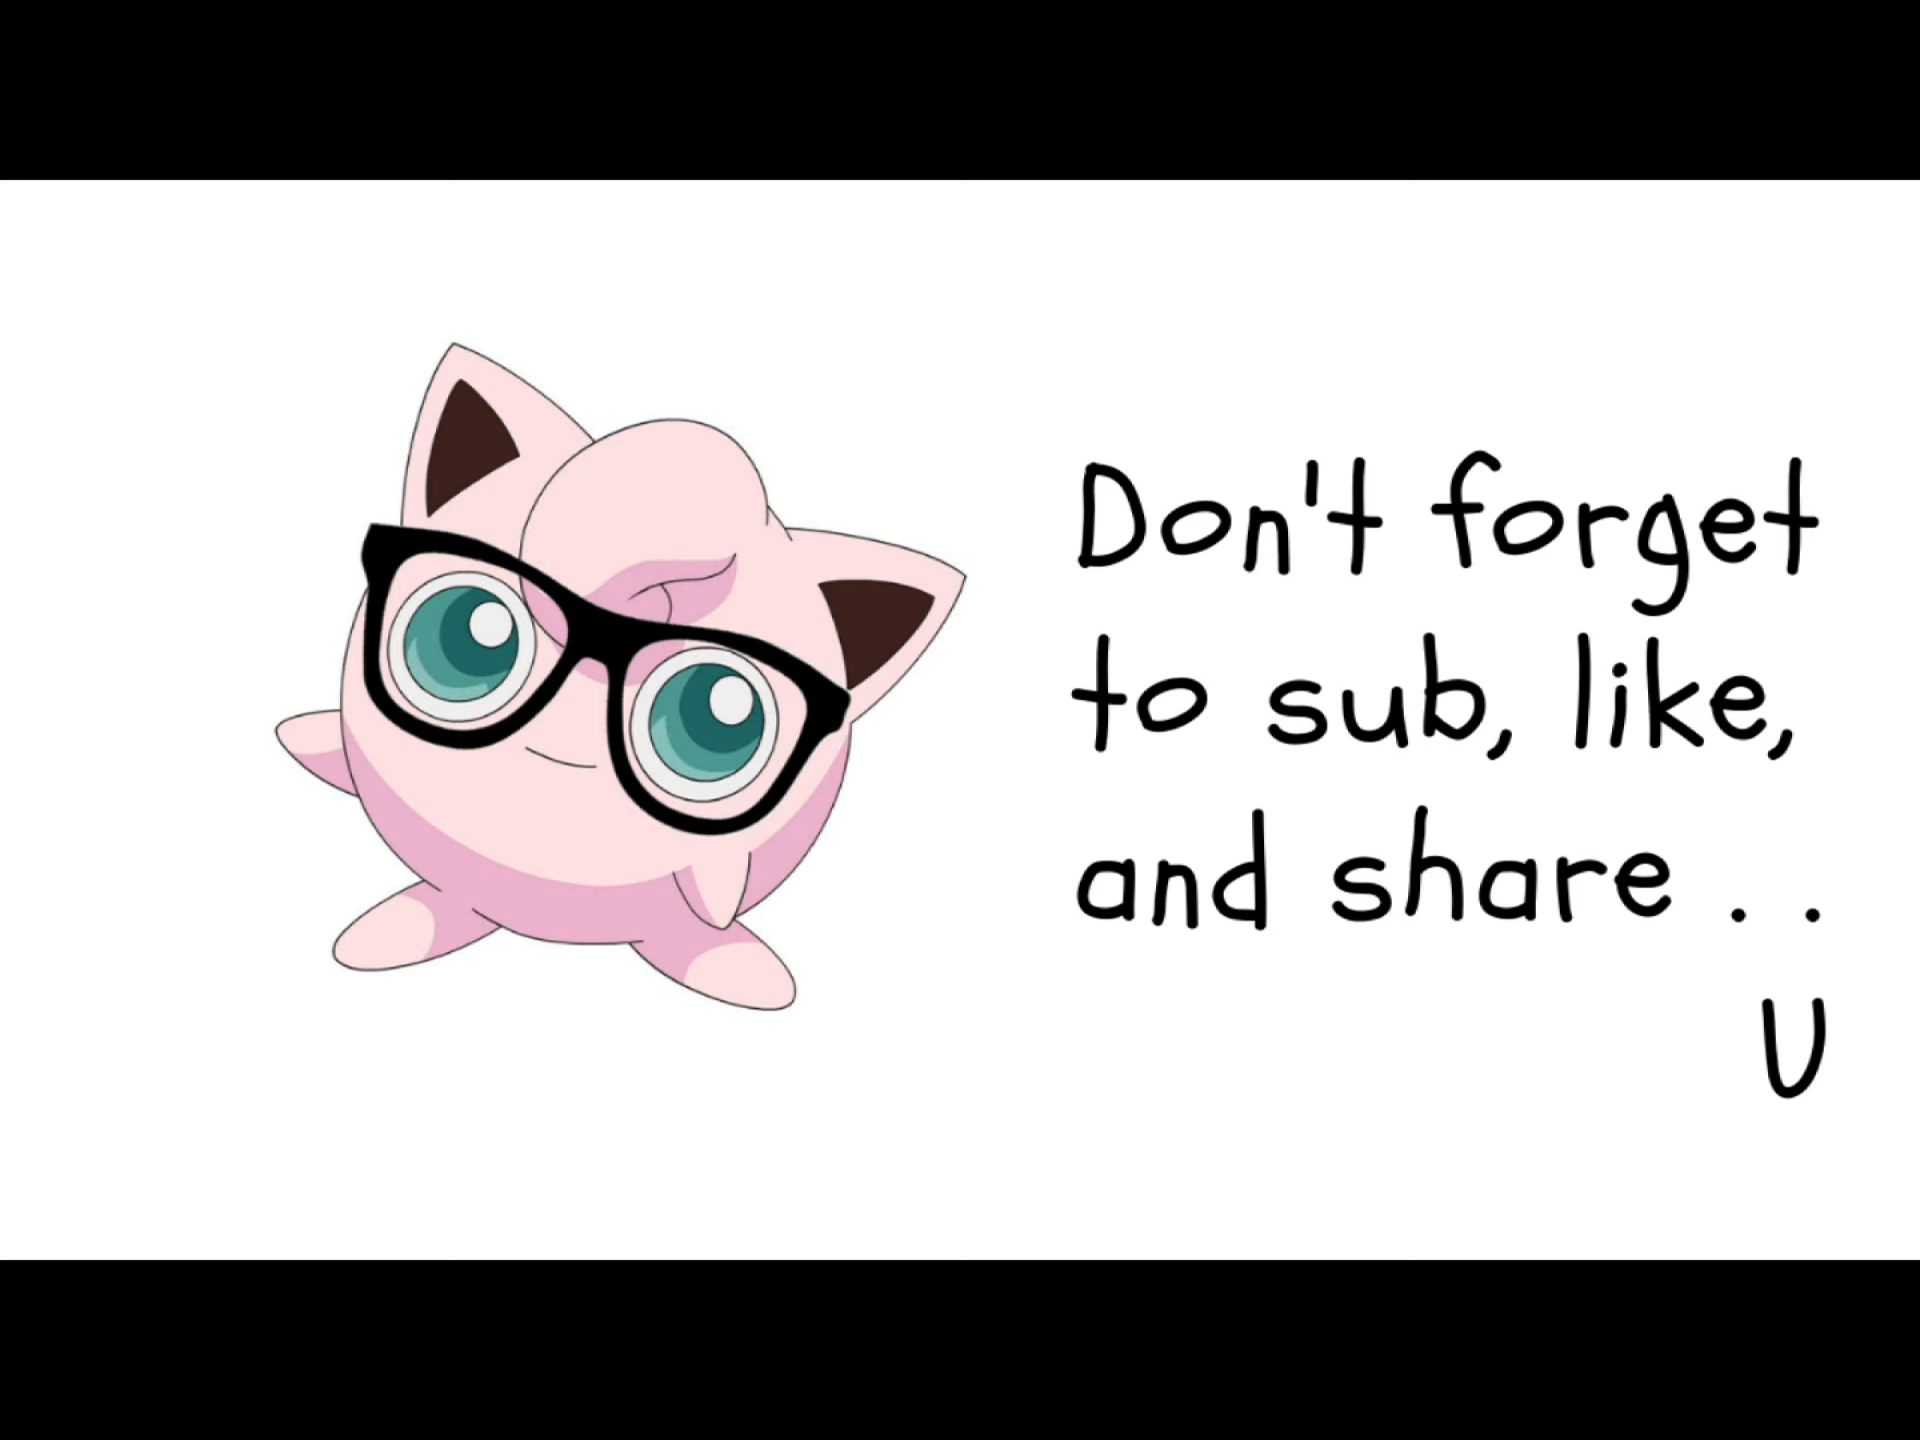 Don't forget
to sub, like,
and share . .
U